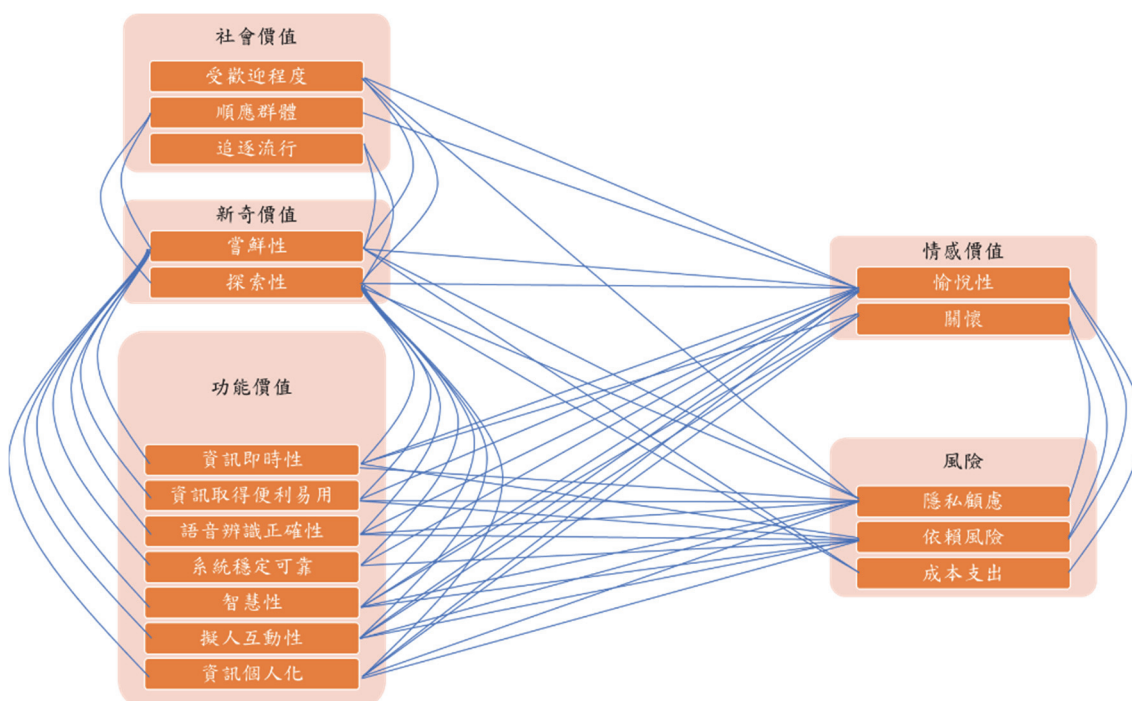 社會價值
受歡迎程度
順應群體
追逐流行
新奇價值
嘗鮮性
探索性
功能價值
資訊即時性
資訊取得便利易用
語音辨識正確性
系統穩定可靠
智慧性
擬人互動性
資訊個人化
情感價值
愉悅性
關懷
風險
隱私顧慮
依賴風險
成本支出